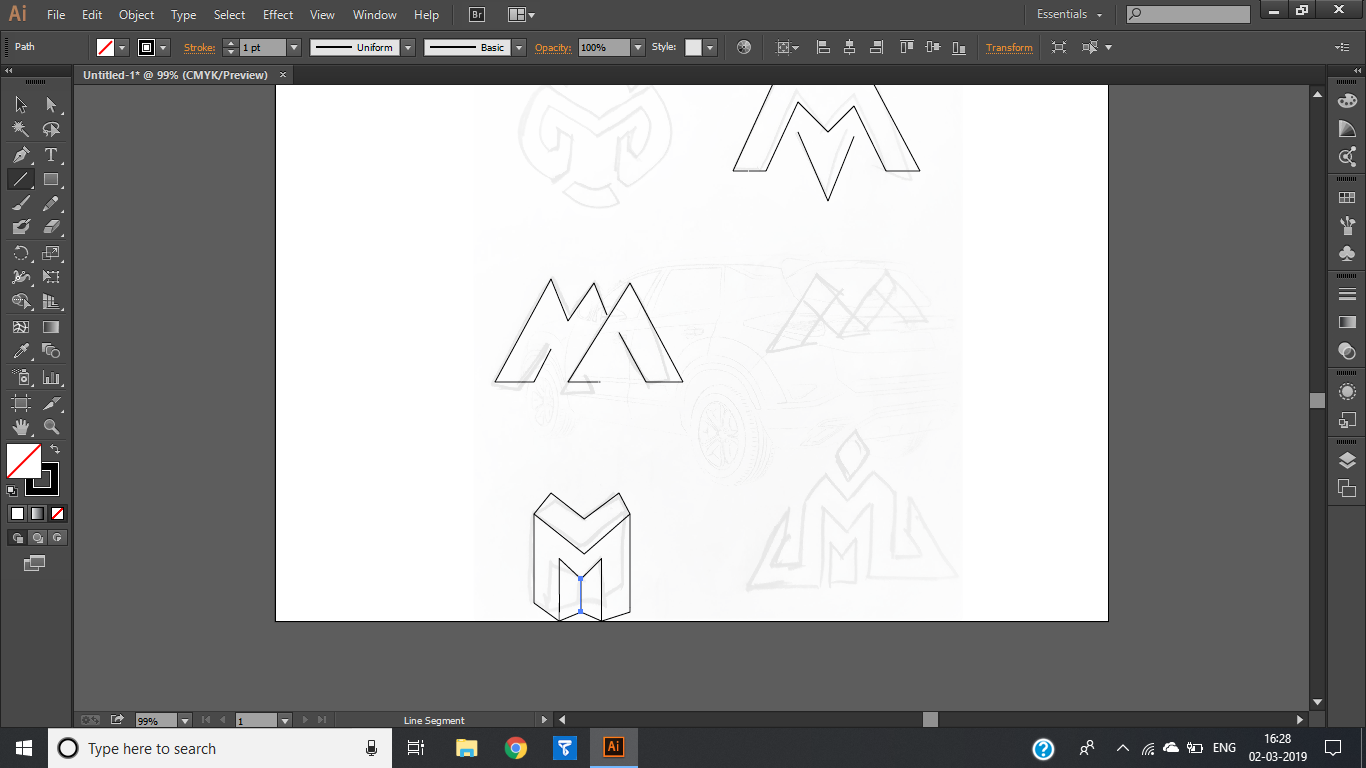 Ai File Edit Object Type Select Effect View Window Help Br Essentials
Path Stroke: 1 pt Uniform Basic Opacity: 100% Style: Transform
Untitled-1* @ 99% (CMYK/Preview) ×
T
99% 1 Line Segment
Type here to search Ai ? ENG 16:28
02-03-2019